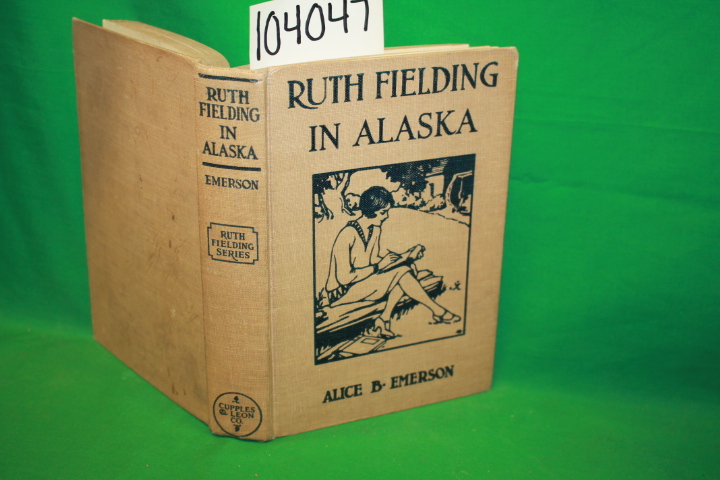 104047
RUTH FIELDING
IN ALASKA
ALICE B. EMERSON
RUTH
FIELDING
IN
ALASKA
EMERSON
RUTH
FIELDING
SERIES
CUPPLES
& LEON
CO.